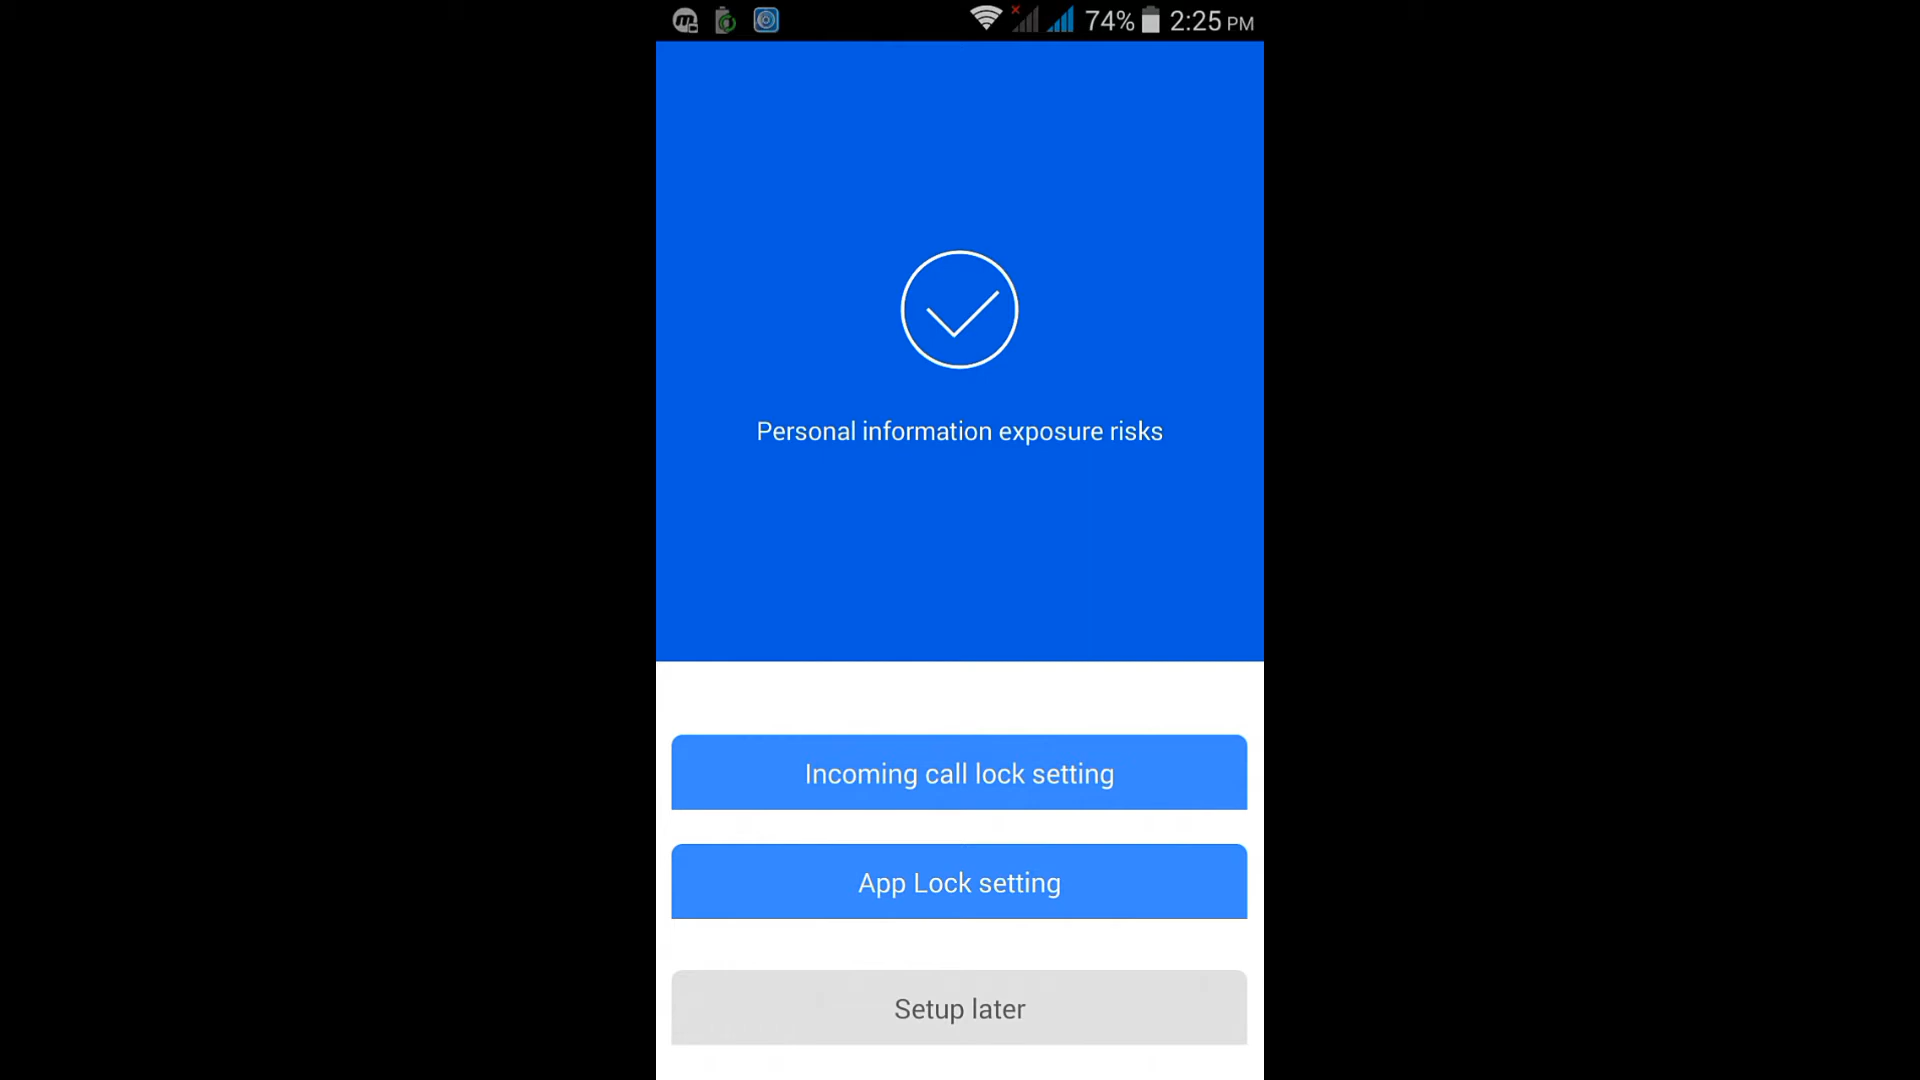 74% 2:25 PM
Personal information exposure risks
Incoming call lock setting
App Lock setting
Setup later